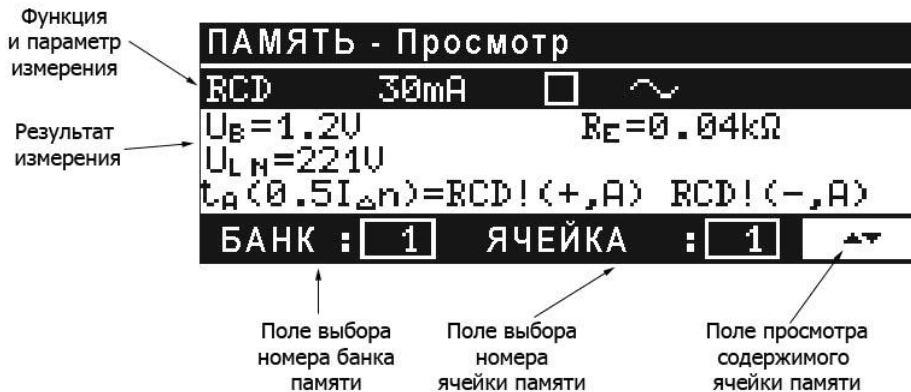 Функция
и параметр
измерения
ПАМЯТЬ - Просмотр
RCD 30mA
Результат
измерения
UB=1.2V RE=0.04kΩ
UL N=221V
tA(0.5I△n)=RCD!(+,A) RCD!(-,A)
БАНК : 1 ЯЧЕЙКА : 1
Поле выбора
номера банка
памяти
Поле выбора
номера
ячейки памяти
Поле просмотра
содержимого
ячейки памяти